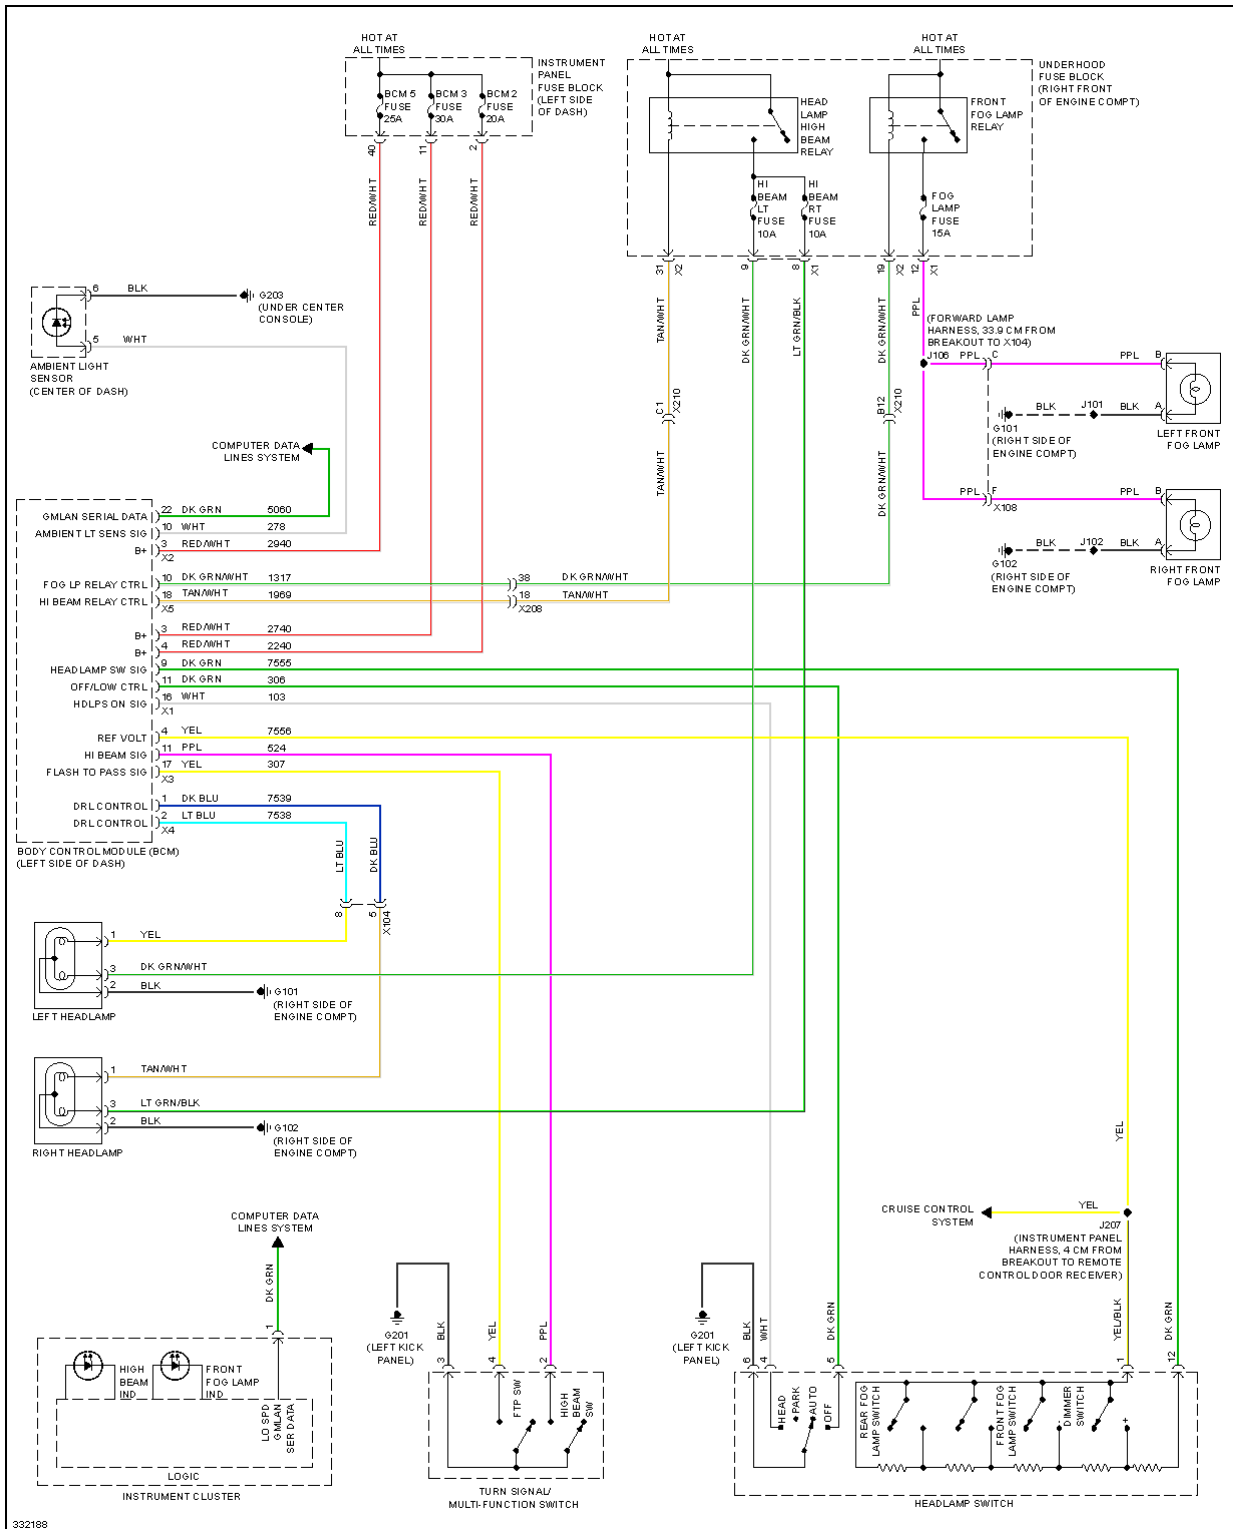 HOT AT
ALL TIMES
INSTRUMENT
PANEL
FUSE BLOCK
(LEFT SIDE
OF DASH)
BCM 5
FUSE
25A
BCM 3
FUSE
30A
BCM 2
FUSE
20A
40
11
2
RED/WHT
RED/WHT
RED/WHT
HOT AT
ALL TIMES
HOT AT
ALL TIMES
UNDERHOOD
FUSE BLOCK
(RIGHT FRONT
OF ENGINE COMPT)
HEAD
LAMP
HIGH
BEAM
RELAY
FRONT
FOG LAMP
RELAY
HI
BEAM
LT
FUSE
10A
HI
BEAM
RT
FUSE
10A
FOG
LAMP
FUSE
15A
31
X2
9
8
X1
19
X2
12
X1
TAN/WHT
DK GRN/WHT
LT GRN/BLK
DK GRN/WHT
PPL
(FORWARD LAMP
HARNESS, 33.9 CM FROM
BREAKOUT TO X104)
J106
PPL
C
PPL
B
BLK
J101
BLK
A
G101
(RIGHT SIDE OF
ENGINE COMPT)
LEFT FRONT
FOG LAMP
C1
X210
B12
X210
TAN/WHT
DK GRN/WHT
PPL
F
X108
PPL
B
BLK
J102
BLK
A
G102
(RIGHT SIDE OF
ENGINE COMPT)
RIGHT FRONT
FOG LAMP
6
BLK
G203
(UNDER CENTER
CONSOLE)
5
WHT
AMBIENT LIGHT
SENSOR
(CENTER OF DASH)
COMPUTER DATA
LINES SYSTEM
GMLAN SERIAL DATA
22
DK GRN
5060
AMBIENT LT SENS SIG
10
WHT
278
B+
3
RED/WHT
2940
X2
FOG LP RELAY CTRL
10
DK GRN/WHT
1317
38
DK GRN/WHT
HI BEAM RELAY CTRL
18
TAN/WHT
1969
18
TAN/WHT
X5
X208
B+
3
RED/WHT
2740
B+
4
RED/WHT
2240
HEADLAMP SW SIG
9
DK GRN
7555
OFF/LOW CTRL
11
DK GRN
306
HDLPS ON SIG
16
WHT
103
X1
REF VOLT
4
YEL
7556
HI BEAM SIG
11
PPL
524
FLASH TO PASS SIG
17
YEL
307
X3
DRL CONTROL
1
DK BLU
7539
DRL CONTROL
2
LT BLU
7538
X4
BODY CONTROL MODULE (BCM)
(LEFT SIDE OF DASH)
LT BLU
DK BLU
8
5
X104
1
YEL
3
DK GRN/WHT
2
BLK
G101
(RIGHT SIDE OF
ENGINE COMPT)
LEFT HEADLAMP
1
TAN/WHT
3
LT GRN/BLK
2
BLK
G102
(RIGHT SIDE OF
ENGINE COMPT)
RIGHT HEADLAMP
YEL
CRUISE CONTROL
SYSTEM
YEL
J207
(INSTRUMENT PANEL
HARNESS, 4 CM FROM
BREAKOUT TO REMOTE
CONTROL DOOR RECEIVER)
COMPUTER DATA
LINES SYSTEM
DK GRN
1
HIGH
BEAM
IND
FRONT
FOG LAMP
IND
LO SPD
GMLAN
SER DATA
LOGIC
INSTRUMENT CLUSTER
G201
(LEFT KICK
PANEL)
BLK
YEL
PPL
3
4
2
FTP SW
HIGH
BEAM
SW
TURN SIGNAL/
MULTI-FUNCTION SWITCH
G201
(LEFT KICK
PANEL)
BLK
WHT
DK GRN
YEL/BLK
DK GRN
6
4
5
1
12
HEAD
PARK
AUTO
OFF
REAR FOG
LAMP SWITCH
FRONT FOG
LAMP SWITCH
-
DIMMER
SWITCH
+
HEADLAMP SWITCH
332188